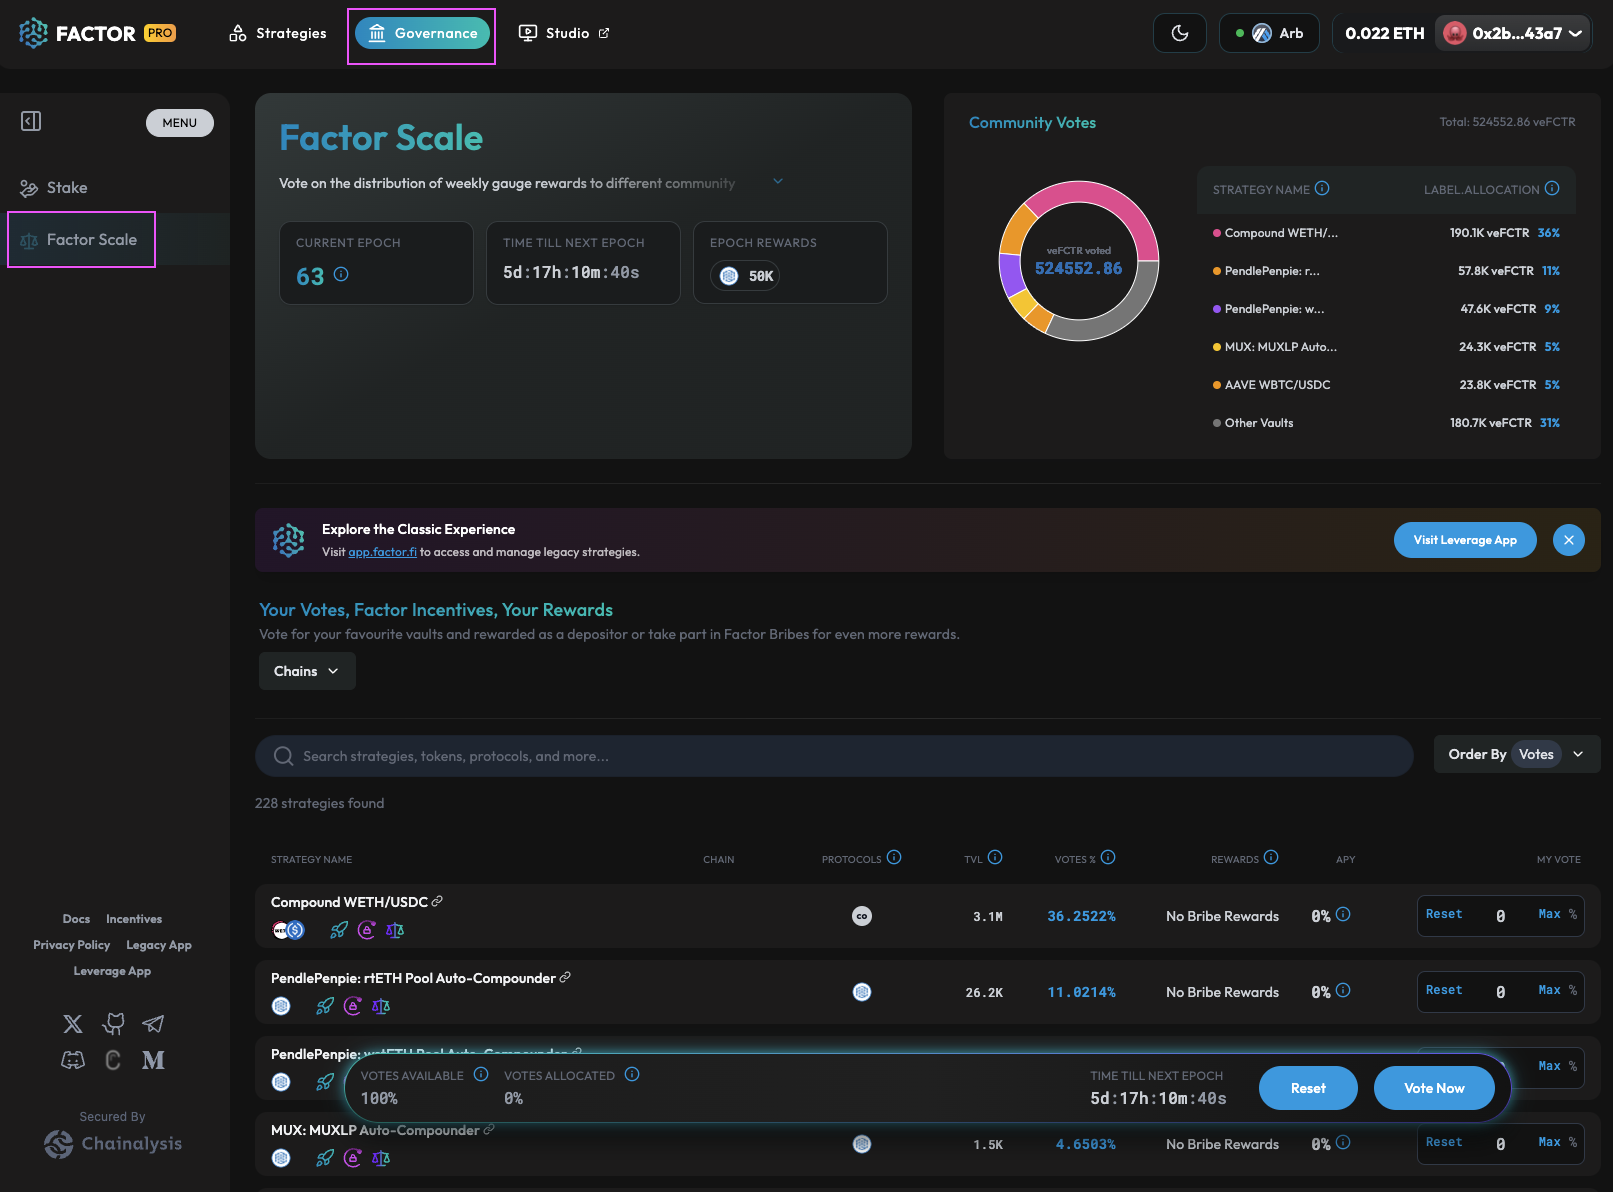 FACTOR PRO
Strategies
Governance
Studio
Arb
0.022 ETH
0x2b...43a7
MENU
Stake
Factor Scale
Docs Incentives
Privacy Policy Legacy App
Leverage App
Secured By
Chainalysis
Factor Scale
Vote on the distribution of weekly gauge rewards to different community
CURRENT EPOCH
63
TIME TILL NEXT EPOCH
5d:17h:10m:40s
EPOCH REWARDS
50K
Community Votes
Total: 524552.86 veFCTR
veFCTR voted
524552.86
STRATEGY NAME LABEL.ALLOCATION
Compound WETH/... 190.1K veFCTR 36%
PendlePenpie: r... 57.8K veFCTR 11%
PendlePenpie: w... 47.6K veFCTR 9%
MUX: MUXLP Auto... 24.3K veFCTR 5%
AAVE WBTC/USDC 23.8K veFCTR 5%
Other Vaults 180.7K veFCTR 31%
Explore the Classic Experience
Visit app.factor.fi to access and manage legacy strategies.
Visit Leverage App
Your Votes, Factor Incentives, Your Rewards
Vote for your favourite vaults and rewarded as a depositor or take part in Factor Bribes for even more rewards.
Chains
Search strategies, tokens, protocols, and more...
Order By Votes
228 strategies found
STRATEGY NAME CHAIN PROTOCOLS TVL VOTES % REWARDS APY MY VOTE
Compound WETH/USDC
co 3.1M 36.2522% No Bribe Rewards 0% Reset 0 Max %
PendlePenpie: rtETH Pool Auto-Compounder
26.2K 11.0214% No Bribe Rewards 0% Reset 0 Max %
PendlePenpie:
Max %
VOTES AVAILABLE
100%
VOTES ALLOCATED
0%
TIME TILL NEXT EPOCH
5d:17h:10m:40s
Reset
Vote Now
MUX: MUXLP Auto-Compounder
1.5K 4.6503% No Bribe Rewards 0% Reset 0 Max %